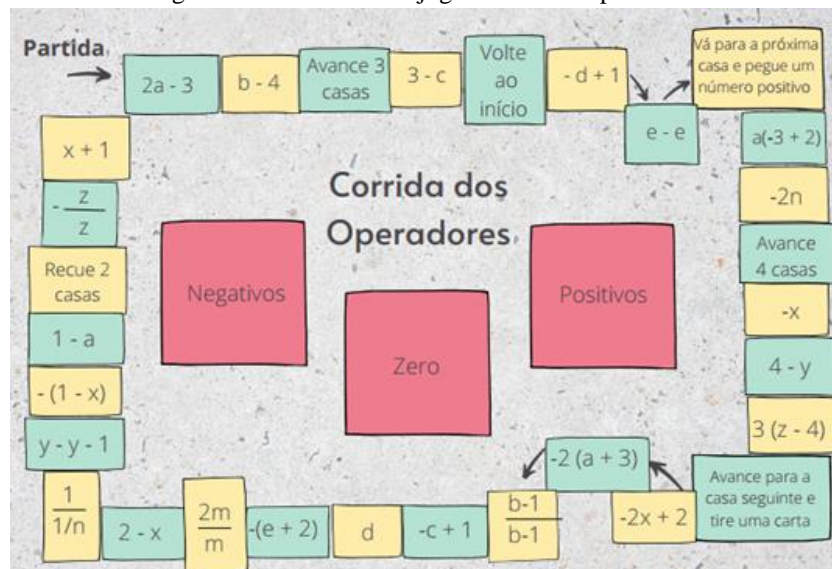 Partida
2a - 3
b - 4
Avance 3
casas
3 - c
Volte
ao
início
- d + 1
e - e
Vá para a próxima
casa e pegue um
número positivo
a(-3 + 2)
-2n
Avance
4 casas
-x
4 - y
3 (z - 4)
Avance para a
casa seguinte e
tire uma carta
-2x + 2
-2 (a + 3)
b-1
b-1
-c + 1
d
-(e + 2)
2m
m
2 - x
1
1/n
y - y - 1
- (1 - x)
1 - a
Recue 2
casas
- z
z
x + 1
Corrida dos
Operadores
Negativos
Zero
Positivos